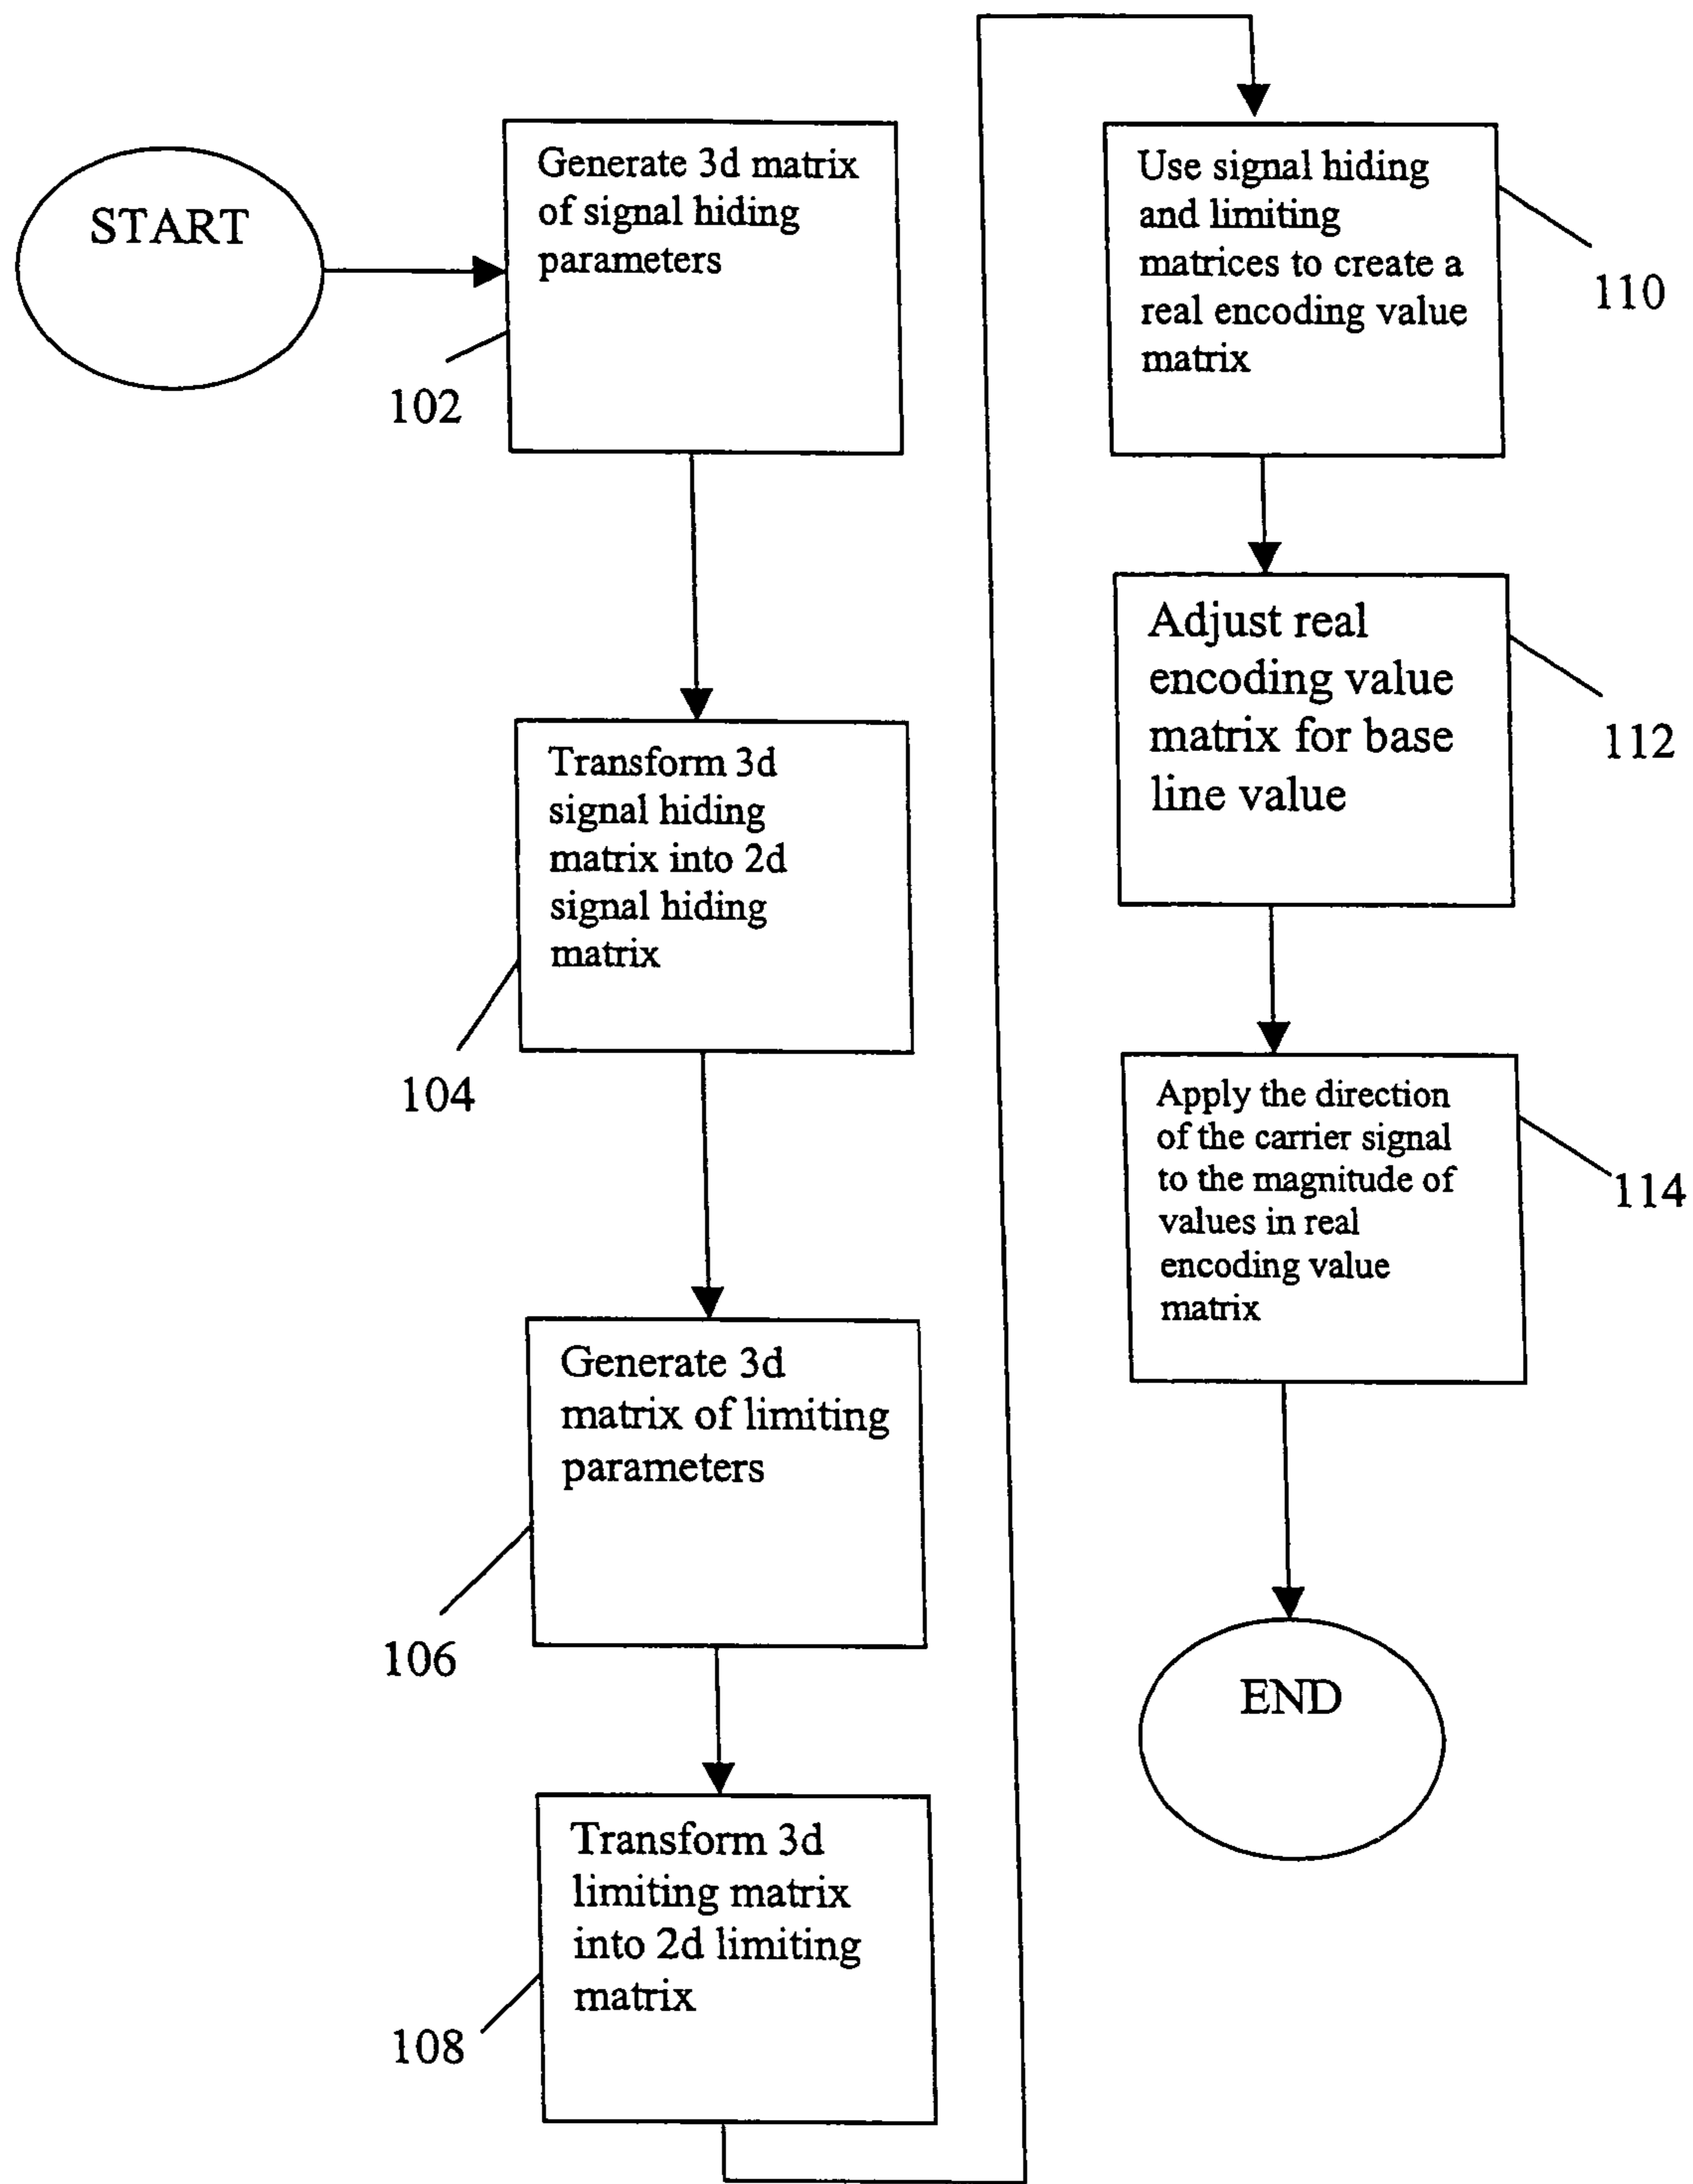 START
Generate 3d matrix
of signal hiding
parameters
102
Transform 3d
signal hiding
matrix into 2d
signal hiding
matrix
104
Generate 3d
matrix of limiting
parameters
106
Transform 3d
limiting matrix
into 2d limiting
matrix
108
Use signal hiding
and limiting
matrices to create a
real encoding value
matrix
110
Adjust real
encoding value
matrix for base
line value
112
Apply the direction
of the carrier signal
to the magnitude of
values in real
encoding value
matrix
114
END